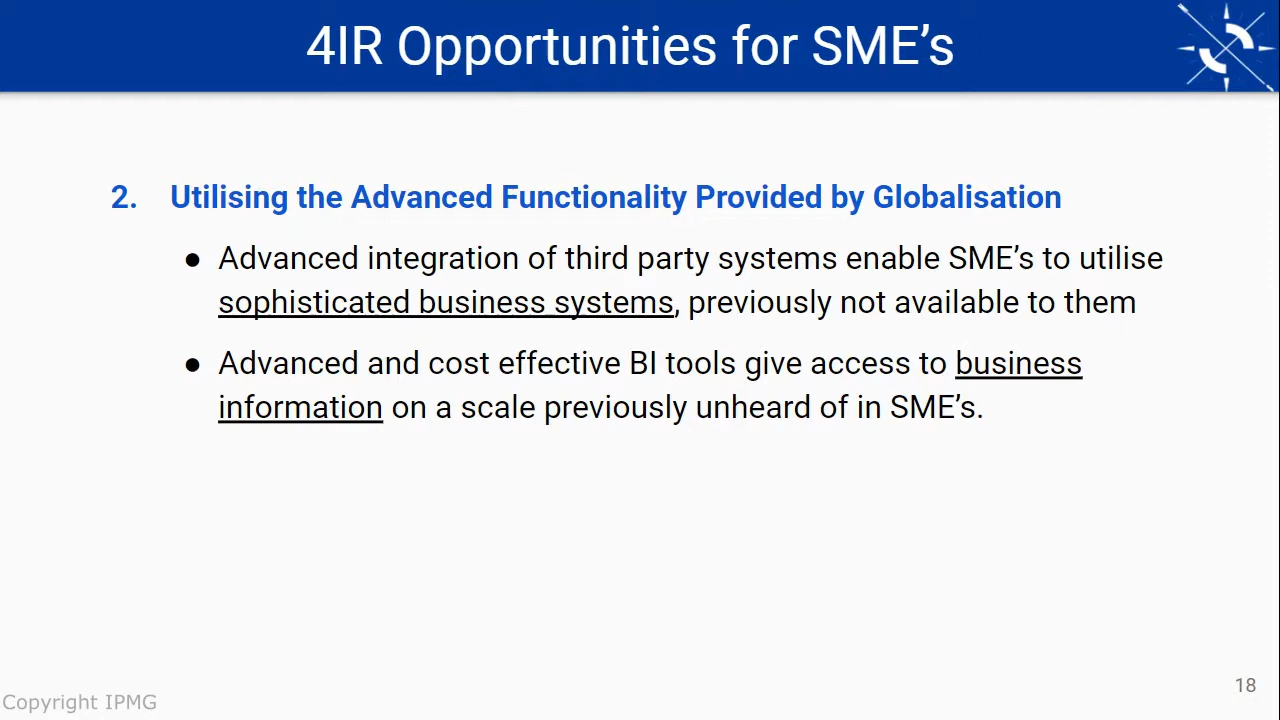 4IR Opportunities for SME’s
2. Utilising the Advanced Functionality Provided by Globalisation
● Advanced integration of third party systems enable SME’s to utilise
sophisticated business systems, previously not available to them
● Advanced and cost effective BI tools give access to business
information on a scale previously unheard of in SME’s.
18
Copyright IPMG